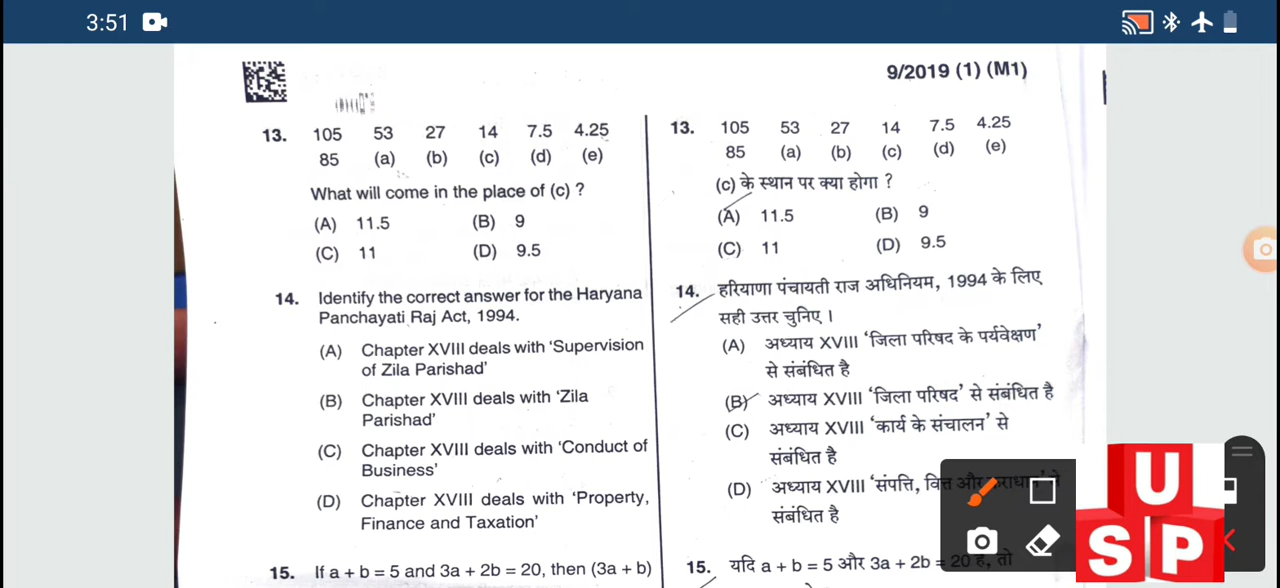 3:51
9/2019 (1) (M1)
13. 105 53 27 14 7.5 4.25
85 (a) (b) (c) (d) (e)
What will come in the place of (c) ?
(A) 11.5 (B) 9
(C) 11 (D) 9.5
14. Identify the correct answer for the Haryana
Panchayati Raj Act, 1994.
(A) Chapter XVIII deals with ‘Supervision
of Zila Parishad’
(B) Chapter XVIII deals with ‘Zila
Parishad’
(C) Chapter XVIII deals with ‘Conduct of
Business’
(D) Chapter XVIII deals with ‘Property,
Finance and Taxation’
15. If a + b = 5 and 3a + 2b = 20, then (3a + b)
13. 105 53 27 14 7.5 4.25
85 (a) (b) (c) (d) (e)
(c) के स्थान पर क्या होगा ?
(A) 11.5 (B) 9
(C) 11 (D) 9.5
14. हरियाणा पंचायती राज अधिनियम, 1994 के लिए
सही उत्तर चुनिए ।
(A) अध्याय XVIII ‘जिला परिषद के पर्यवेक्षण’
से संबंधित है
(B) अध्याय XVIII ‘जिला परिषद’ से संबंधित है
(C) अध्याय XVIII ‘कार्य के संचालन’ से
संबंधित है
(D) अध्याय XVIII ‘संपत्ति, वित्त और
संबंधित है
15. यदि a + b = 5 और 3a + 2b = 20 है, तो
U
S P